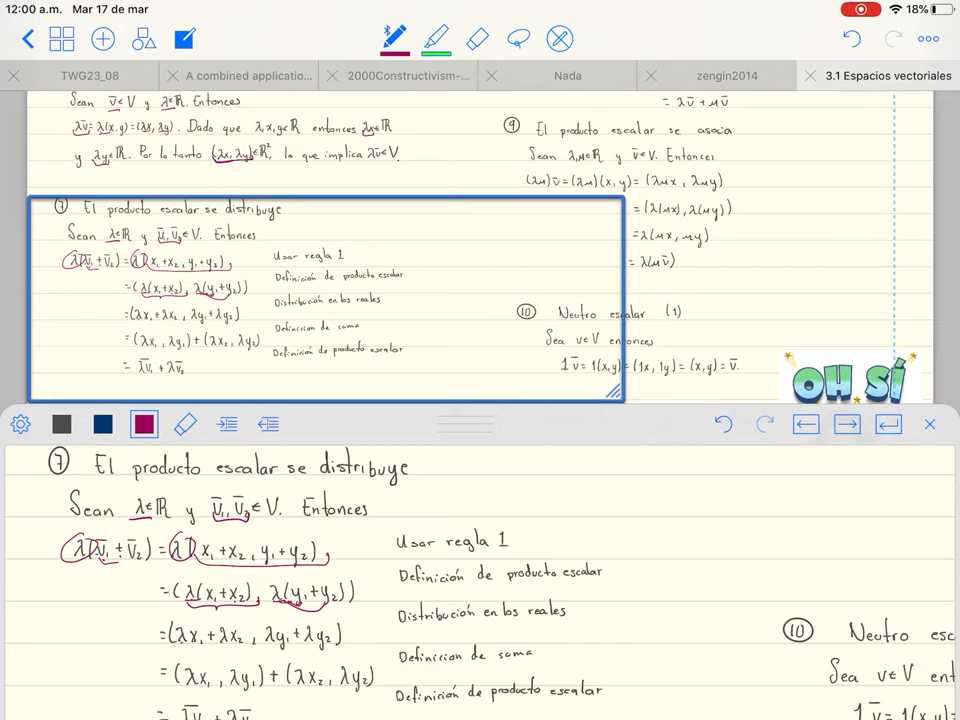 12:00 a.m. Mar 17 de mar
18%
TWG23_08
A combined applicatio...
2000Constructivism-...
Nada
zengin2014
3.1 Espacios vectoriales
Sean v̄∈V y λ∈ℝ. Entonces
λv̄=λ(x,y)=(λx,λy). Dado que λ,x,y∈ℝ entonces λx∈ℝ
y λy∈ℝ. Por lo tanto (λx,λy)∈ℝ², lo que implica λv̄∈V.
⑦ El producto escalar se distribuye
Sean λ∈ℝ y v̄₁,v̄₂∈V. Entonces
λ(v̄₁+v̄₂)=λ(x₁+x₂, y₁+y₂), Usar regla 1
=(λ(x₁+x₂), λ(y₁+y₂)) Definición de producto escalar
=(λx₁+λx₂, λy₁+λy₂) Distribución en los reales
=(λx₁, λy₁)+(λx₂, λy₂) Definicion de suma
= λv̄₁ + λv̄₂ Definición de producto escalar
= λv̄+μv̄
⑨ El producto escalar se asocia
Sean λ,μ∈ℝ y v̄∈V. Entonces
(λμ)v̄=(λμ)(x,y)=(λμx, λμy)
=(λ(μx),λ(μy))
=λ(μx, μy)
=λ(μv̄)
⑩ Neutro escalar (1)
Sea v∈V entonces
1v̄=1(x,y)=(1x,1y)=(x,y)=v̄.
OH SÍ
⑦ El producto escalar se distribuye
Sean λ∈ℝ y v̄₁,v̄₂∈V. Entonces
λ(v̄₁+v̄₂)=λ(x₁+x₂, y₁+y₂), Usar regla 1
=(λ(x₁+x₂), λ(y₁+y₂)) Definición de producto escalar
=(λx₁+λx₂, λy₁+λy₂) Distribución en los reales
=(λx₁, λy₁)+(λx₂, λy₂) Definicion de suma
Definición de producto escalar
⑩ Neutro esc
Sea v∈V ent
1v̄=1(x,y)=